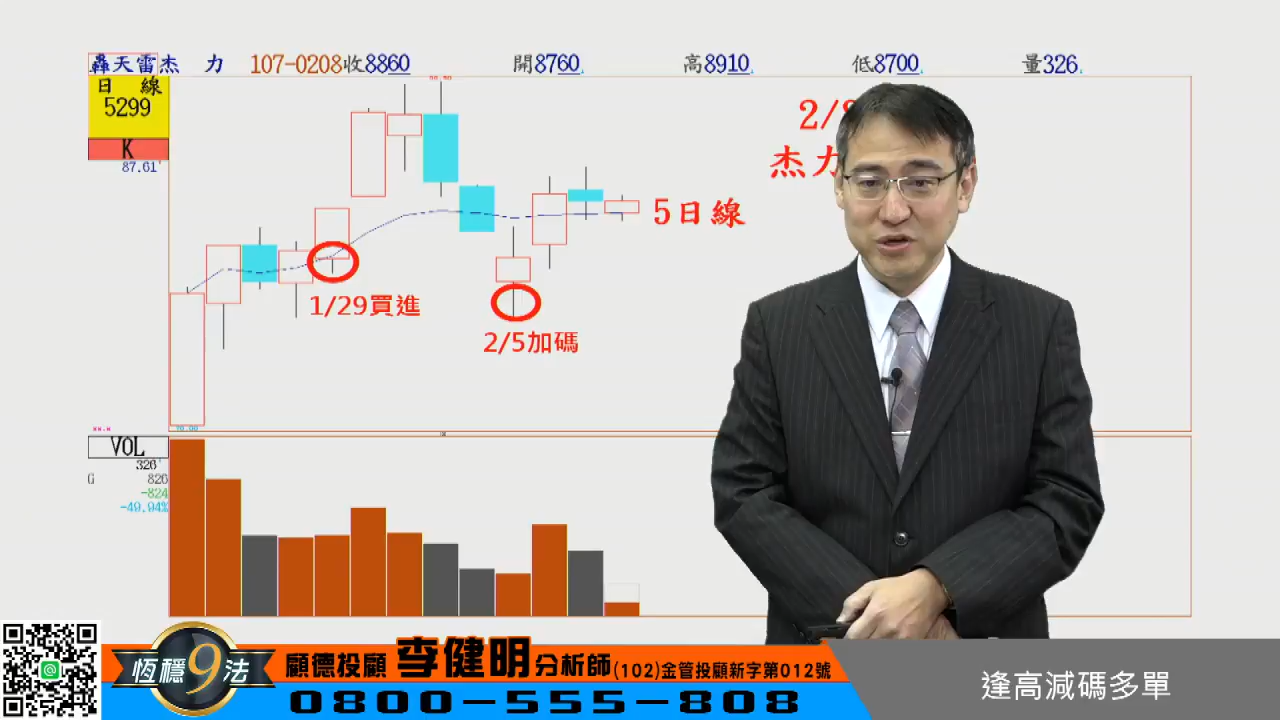 轟天雷杰 力 107-0208收8860 開8760 高8910 低8700 量326
日 線
5299
K
87.61
2/
杰力
5日線
1/29買進
2/5加碼
VOL
326
G 820
-824
-49.94%
恆穩9法
顧德投顧 李健明分析師(102)金管投顧新字第012號
0800-555-808
逢高減碼多單